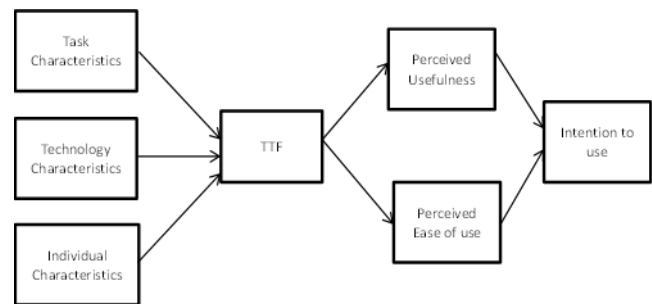 Task
Characteristics
Technology
Characteristics
Individual
Characteristics
TTF
Perceived
Usefulness
Perceived
Ease of use
Intention to
use